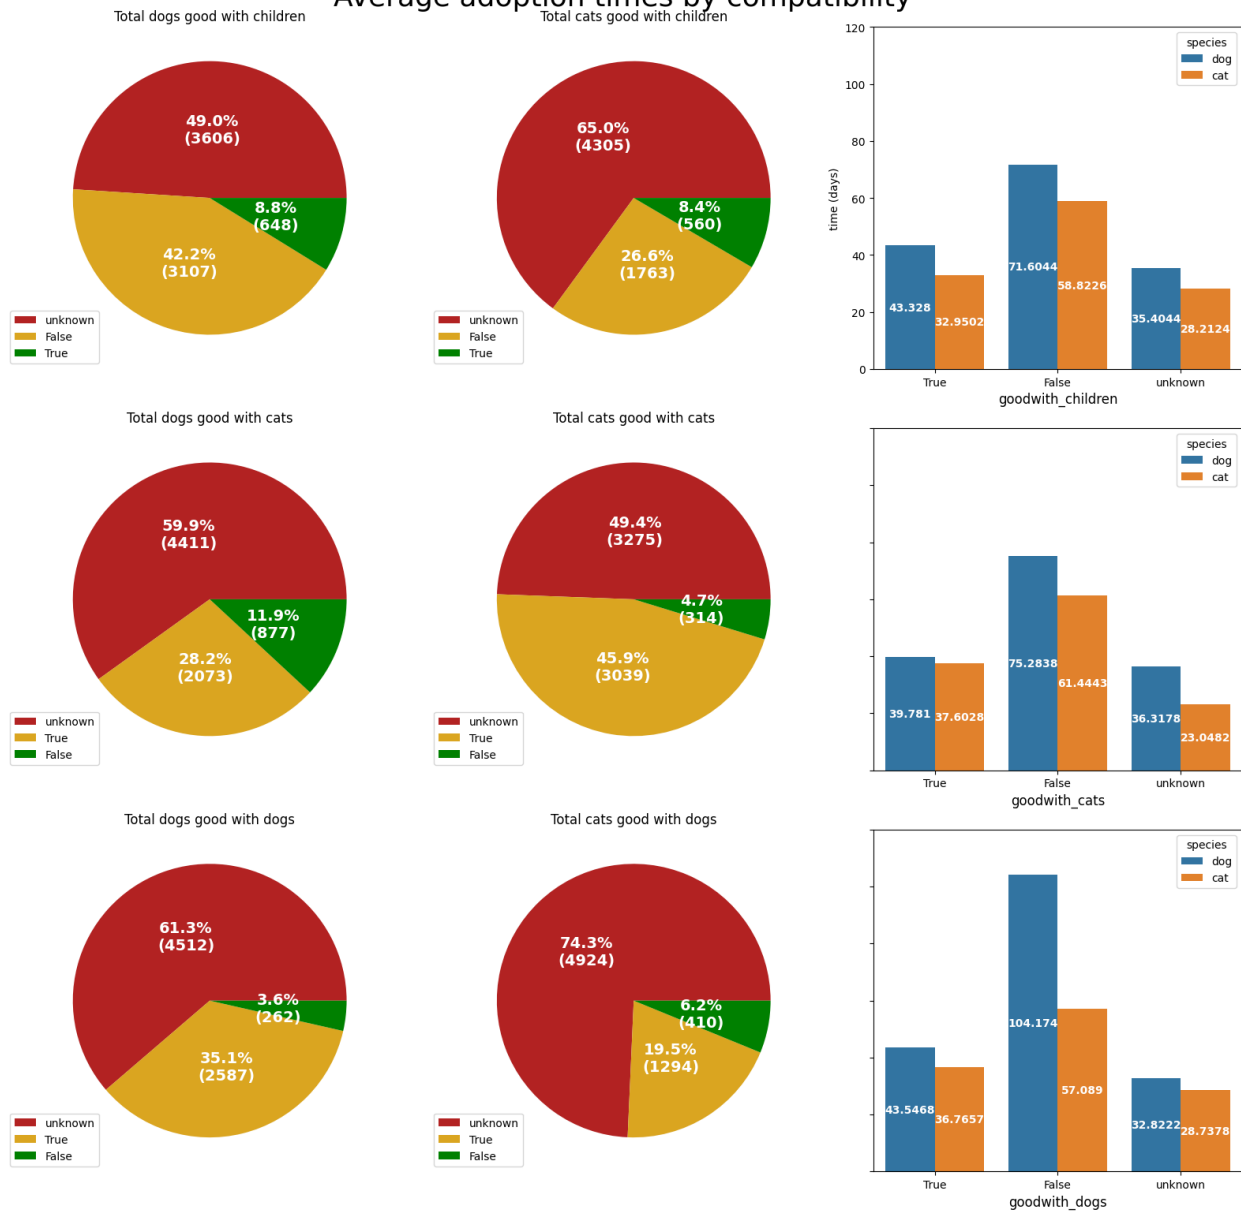 Average adoption times by compatibility
Total dogs good with children
49.0%
(3606)
8.8%
(648)
42.2%
(3107)
unknown
False
True
Total cats good with children
65.0%
(4305)
8.4%
(560)
26.6%
(1763)
unknown
False
True
120
100
80
60
40
20
0
time (days)
species
dog
cat
43.328
32.9502
71.6044
58.8226
35.4044
28.2124
True
False
unknown
goodwith_children
Total dogs good with cats
59.9%
(4411)
11.9%
(877)
28.2%
(2073)
unknown
True
False
Total cats good with cats
49.4%
(3275)
4.7%
(314)
45.9%
(3039)
unknown
True
False
species
dog
cat
39.781
37.6028
75.2838
61.4443
36.3178
23.0482
True
False
unknown
goodwith_cats
Total dogs good with dogs
61.3%
(4512)
3.6%
(262)
35.1%
(2587)
unknown
True
False
Total cats good with dogs
74.3%
(4924)
6.2%
(410)
19.5%
(1294)
unknown
True
False
species
dog
cat
43.5468
36.7657
104.174
57.089
32.8222
28.7378
True
False
unknown
goodwith_dogs